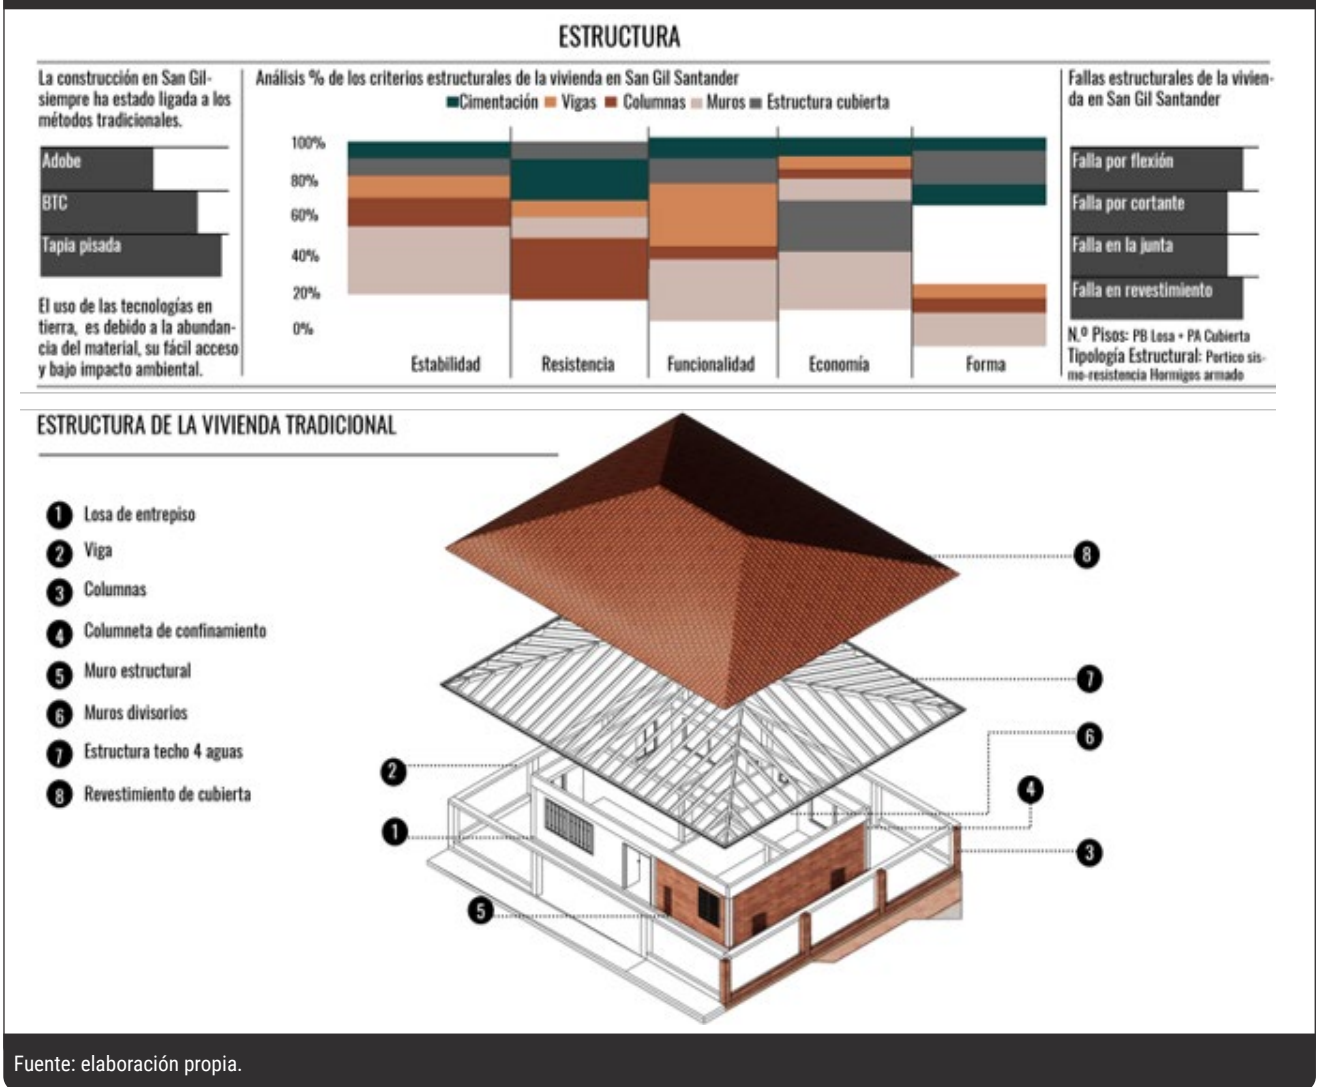 ESTRUCTURA
La construcción en San Gil-
siempre ha estado ligada a los
métodos tradicionales.
Adobe
BTC
Tapia pisada
El uso de las tecnologías en
tierra, es debido a la abundan-
cia del material, su fácil acceso
y bajo impacto ambiental.
Análisis % de los criterios estructurales de la vivienda en San Gil Santander
Cimentación Vigas Columnas Muros Estructura cubierta
100%
80%
60%
40%
20%
0%
Estabilidad Resistencia Funcionalidad Economía Forma
Fallas estructurales de la vivien-
da en San Gil Santander
Falla por flexión
Falla por cortante
Falla en la junta
Falla en revestimiento
N.º Pisos: PB Losa + PA Cubierta
Tipología Estructural: Portico sis-
mo-resistencia Hormigos armado
ESTRUCTURA DE LA VIVIENDA TRADICIONAL
1 Losa de entrepiso
2 Viga
3 Columnas
4 Columneta de confinamiento
5 Muro estructural
6 Muros divisorios
7 Estructura techo 4 aguas
8 Revestimiento de cubierta
8
7
6
2
4
1
3
5
Fuente: elaboración propia.